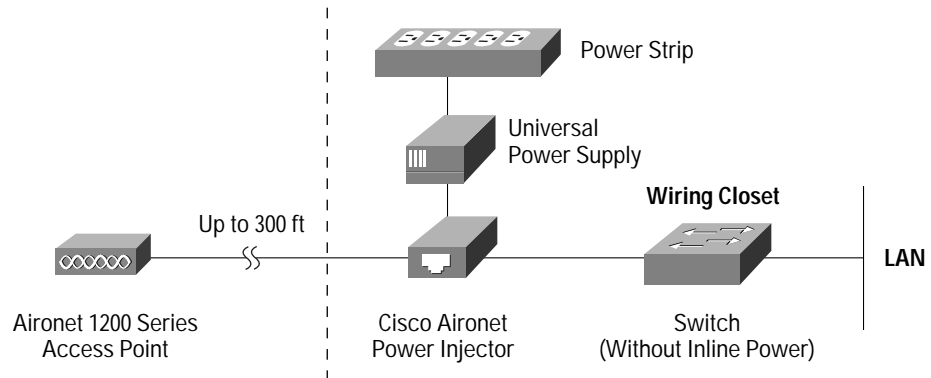 Power Strip
Universal
Power Supply
Wiring Closet
Up to 300 ft
LAN
Aironet 1200 Series
Access Point
Cisco Aironet
Power Injector
Switch
(Without Inline Power)